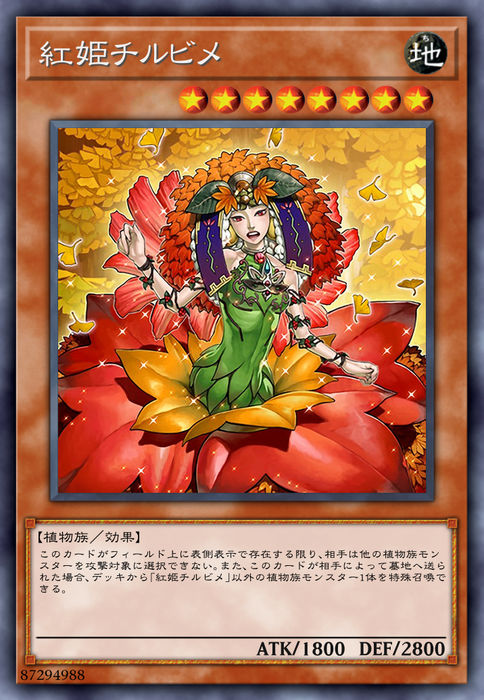 紅姫チルビメ
ち
地
【植物族／効果】
このカードがフィールド上に表側表示で存在する限り、相手は他の植物族モン
スターを攻撃対象に選択できない。また、このカードが相手によって墓地へ送ら
れた場合、デッキから「紅姫チルビメ」以外の植物族モンスター1体を特殊召喚で
きる。
ATK/1800 DEF/2800
87294988